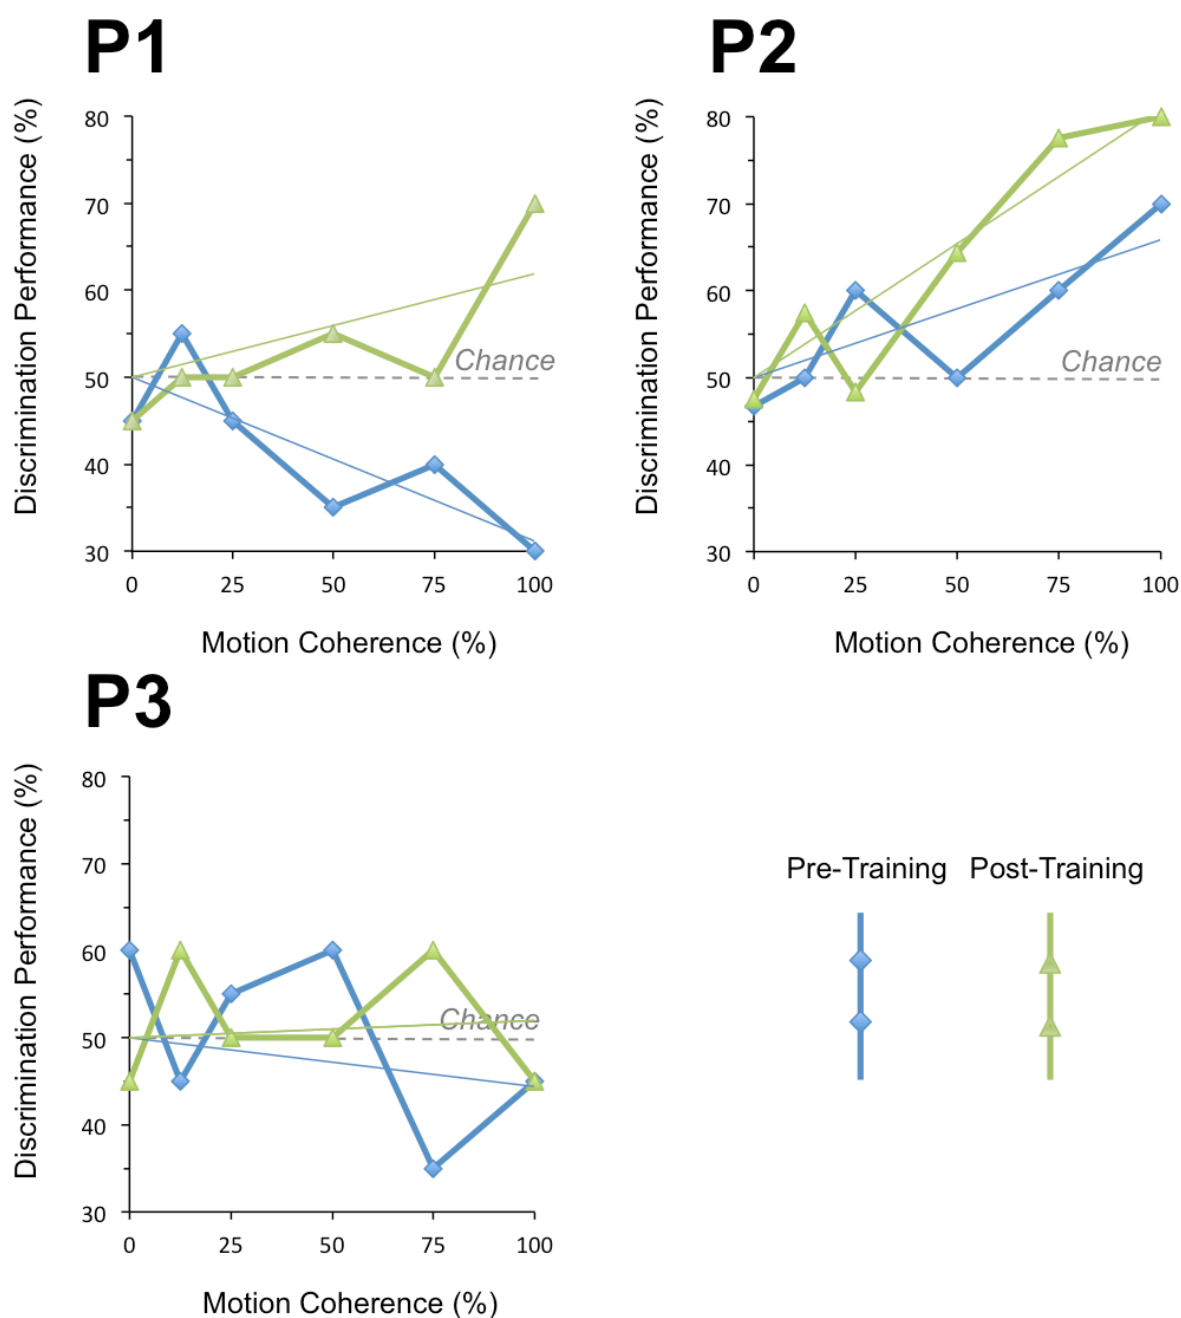 P1
P2
Discrimination Performance (%)
80
70
60
50
40
30
Chance
0 25 50 75 100
Motion Coherence (%)
Discrimination Performance (%)
80
70
60
50
40
30
Chance
0 25 50 75 100
Motion Coherence (%)
P3
Discrimination Performance (%)
80
70
60
50
40
30
Chance
0 25 50 75 100
Motion Coherence (%)
Pre-Training Post-Training